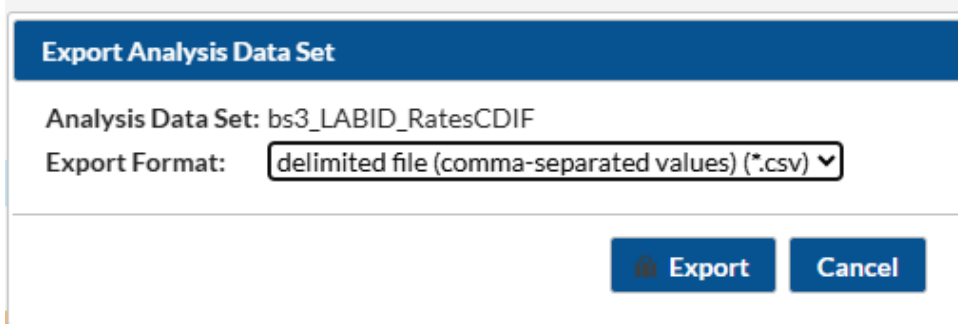 Export Analysis Data Set
Analysis Data Set: bs3_LABID_RatesCDIF
Export Format: delimited file (comma-separated values) (*.csv)
Export Cancel